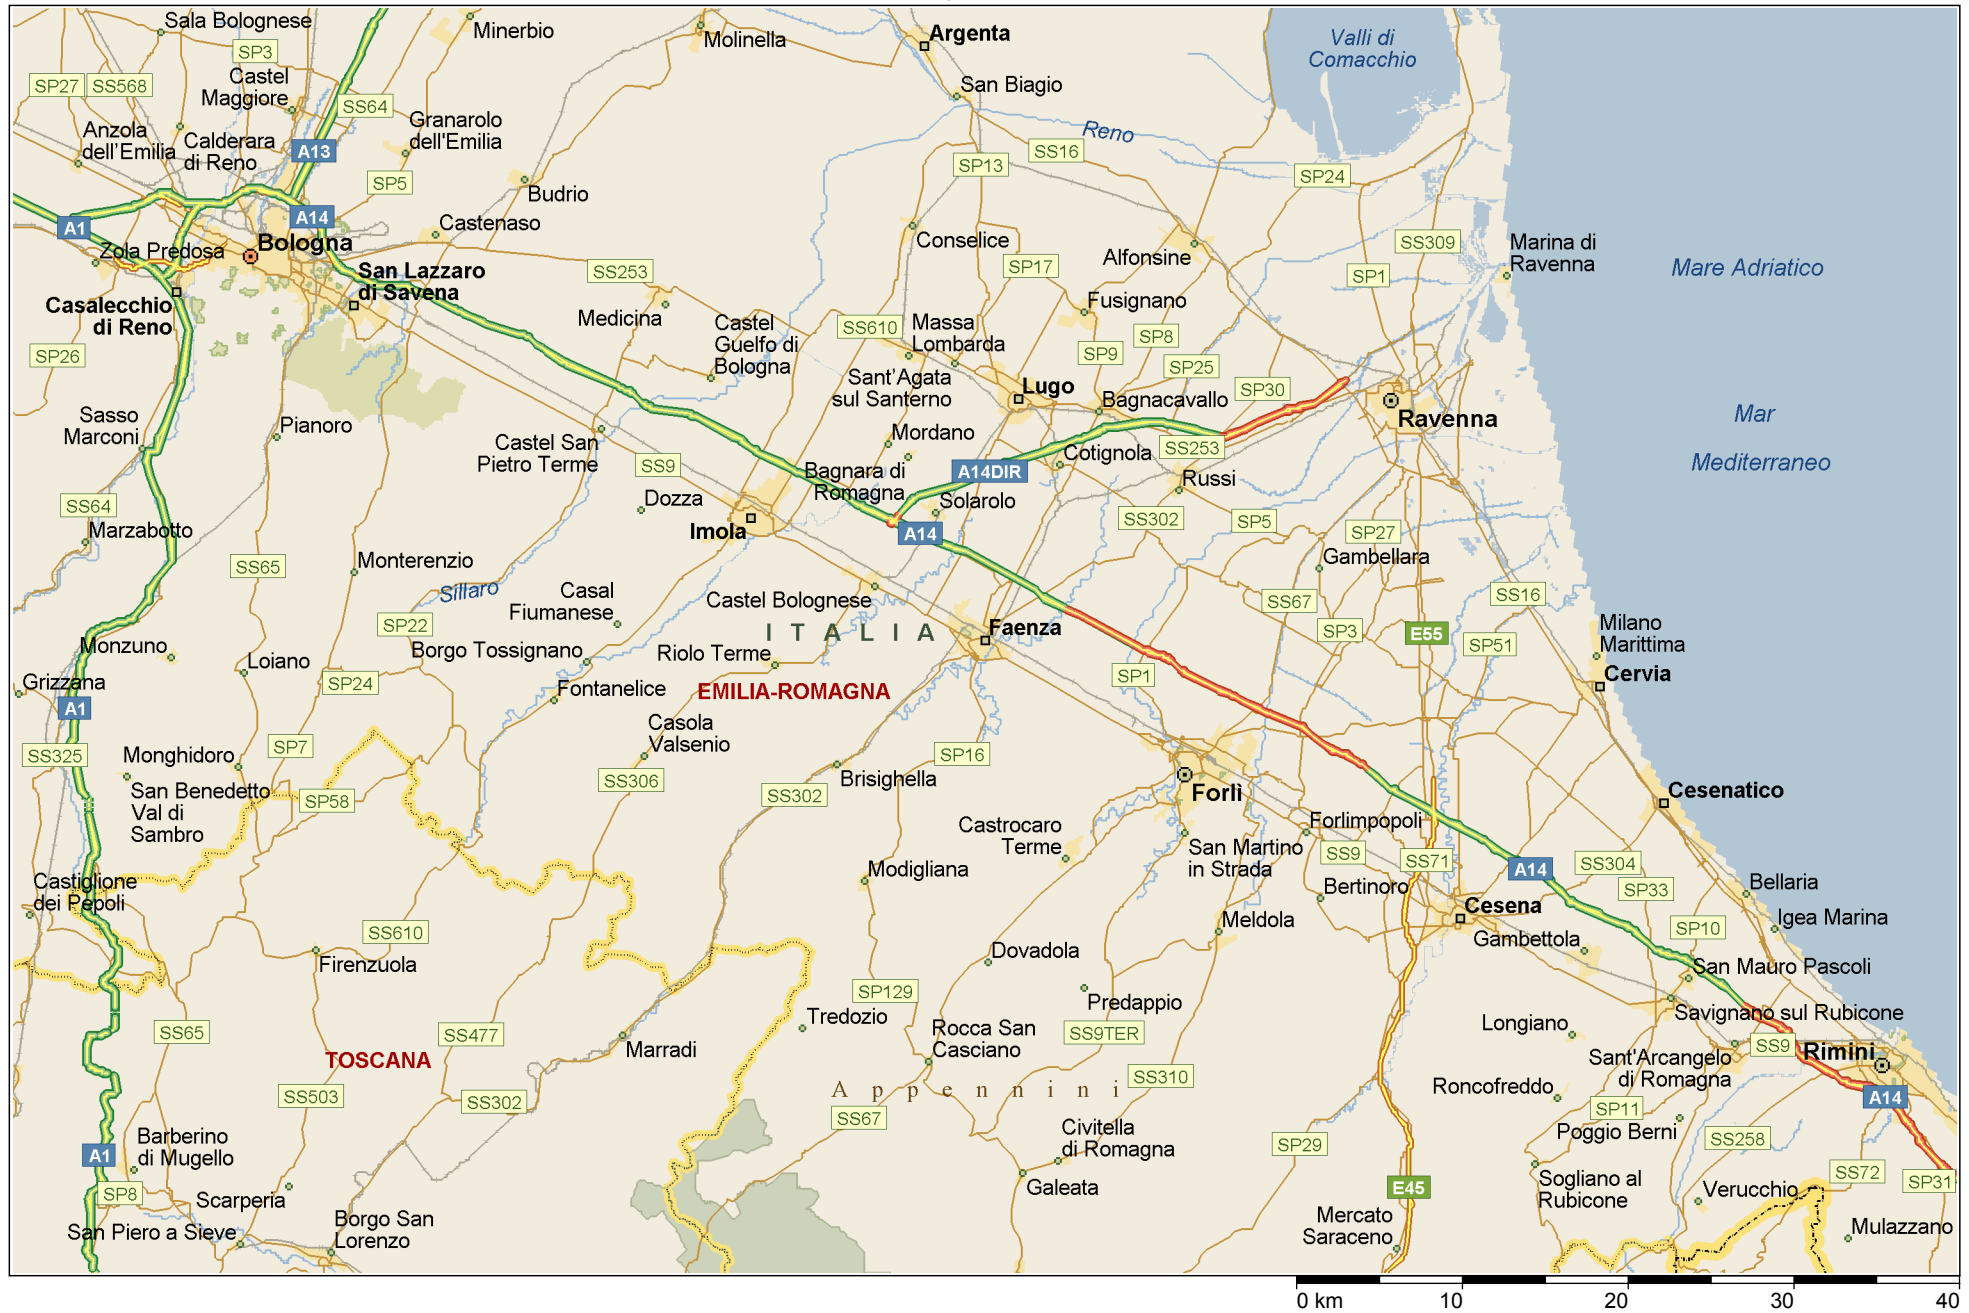 Sala Bolognese
Minerbio
Molinella
Argenta
Valli di
Comacchio
SP3
SP27
SS568
Castel
Maggiore
SS64
San Biagio
Granarolo
dell'Emilia
Anzola
dell'Emilia
Calderara
di Reno
A13
Reno
SS16
SP13
SP24
SP5
Budrio
A14
A1
Castenaso
Bologna
Zola Predosa
Conselice
Alfonsine
SS309
Marina di
Ravenna
Mare Adriatico
San Lazzaro
di Savena
SS253
SP17
SP1
Casalecchio
di Reno
Medicina
Fusignano
Castel
Guelfo di
Bologna
SS610
Massa
Lombarda
SP8
SP9
SP26
SP25
Sant'Agata
sul Santerno
Lugo
SP30
Bagnacavallo
Ravenna
Mar
Mediterraneo
Sasso
Marconi
Pianoro
Castel San
Pietro Terme
SS9
Mordano
Cotignola
SS253
Bagnara di
Romagna
A14DIR
Russi
Dozza
Solarolo
SS64
Marzabotto
Imola
A14
SS302
SP5
SP27
Gambellara
SS65
Monterenzio
Sillaro
Casal
Fiumanese
Castel Bolognese
SS67
SS16
SP22
ITALIA
Faenza
SP3
E55
SP51
Milano
Marittima
Monzuno
Loiano
Borgo Tossignano
Riolo Terme
Cervia
Grizzana
SP24
Fontanelice
EMILIA-ROMAGNA
SP1
A1
Casola
Valsenio
SS325
Monghidoro
SP7
SP16
SS306
Brisighella
San Benedetto
Val di
Sambro
SP58
SS302
Forlì
Cesenatico
Castrocaro
Terme
Forlimpopoli
San Martino
in Strada
SS9
SS71
A14
SS304
Modigliana
Castiglione
dei Pepoli
Bertinoro
SP33
Bellaria
Cesena
Meldola
Igea Marina
SS610
SP10
Gambettola
Dovadola
Firenzuola
San Mauro Pascoli
SP129
Predappio
Savignano sul Rubicone
Tredozio
Rocca San
Casciano
SS9TER
Longiano
SS65
SS477
Marradi
SS9
Rimini
TOSCANA
Sant'Arcangelo
di Romagna
Appennini
SS310
Roncofreddo
A14
SS503
SS302
SS67
SP11
Poggio Berni
Civitella
di Romagna
SP29
SS258
A1
Barberino
di Mugello
SP8
Scarperia
Galeata
E45
Sogliano al
Rubicone
SS72
SP31
Verucchio
San Piero a Sieve
Borgo San
Lorenzo
Mercato
Saraceno
Mulazzano
0 km
10
20
30
40